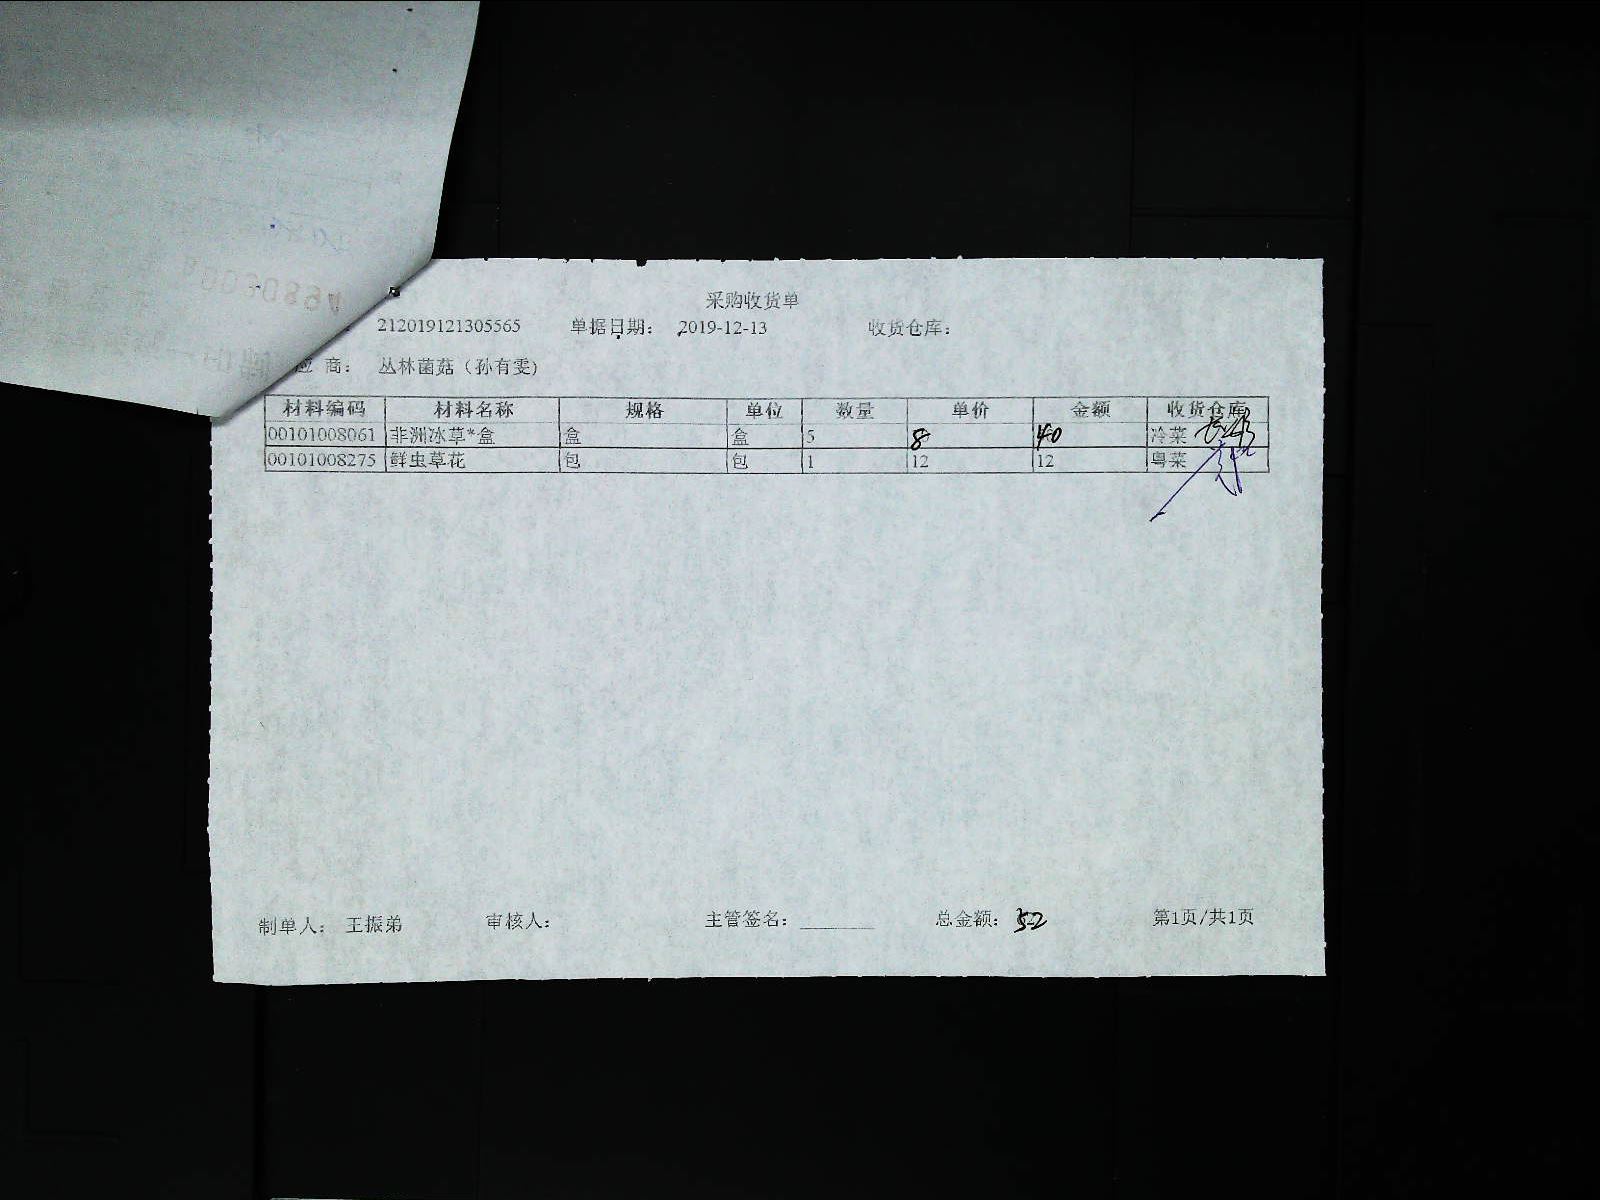 采购收货单
212019121305565 单据日期： 2019-12-13 收货仓库：
应 商： 丛林菌菇（孙有雯）
材料编码 材料名称 规格 单位 数量 单价 金额 收货仓库
00101008061 非洲冰草*盒 盒 盒 5 8 40 冷菜
00101008275 鲜虫草花 包 包 1 12 12 粤菜
制单人： 王振弟 审核人： 主管签名： 总金额： 52 第1页/共1页